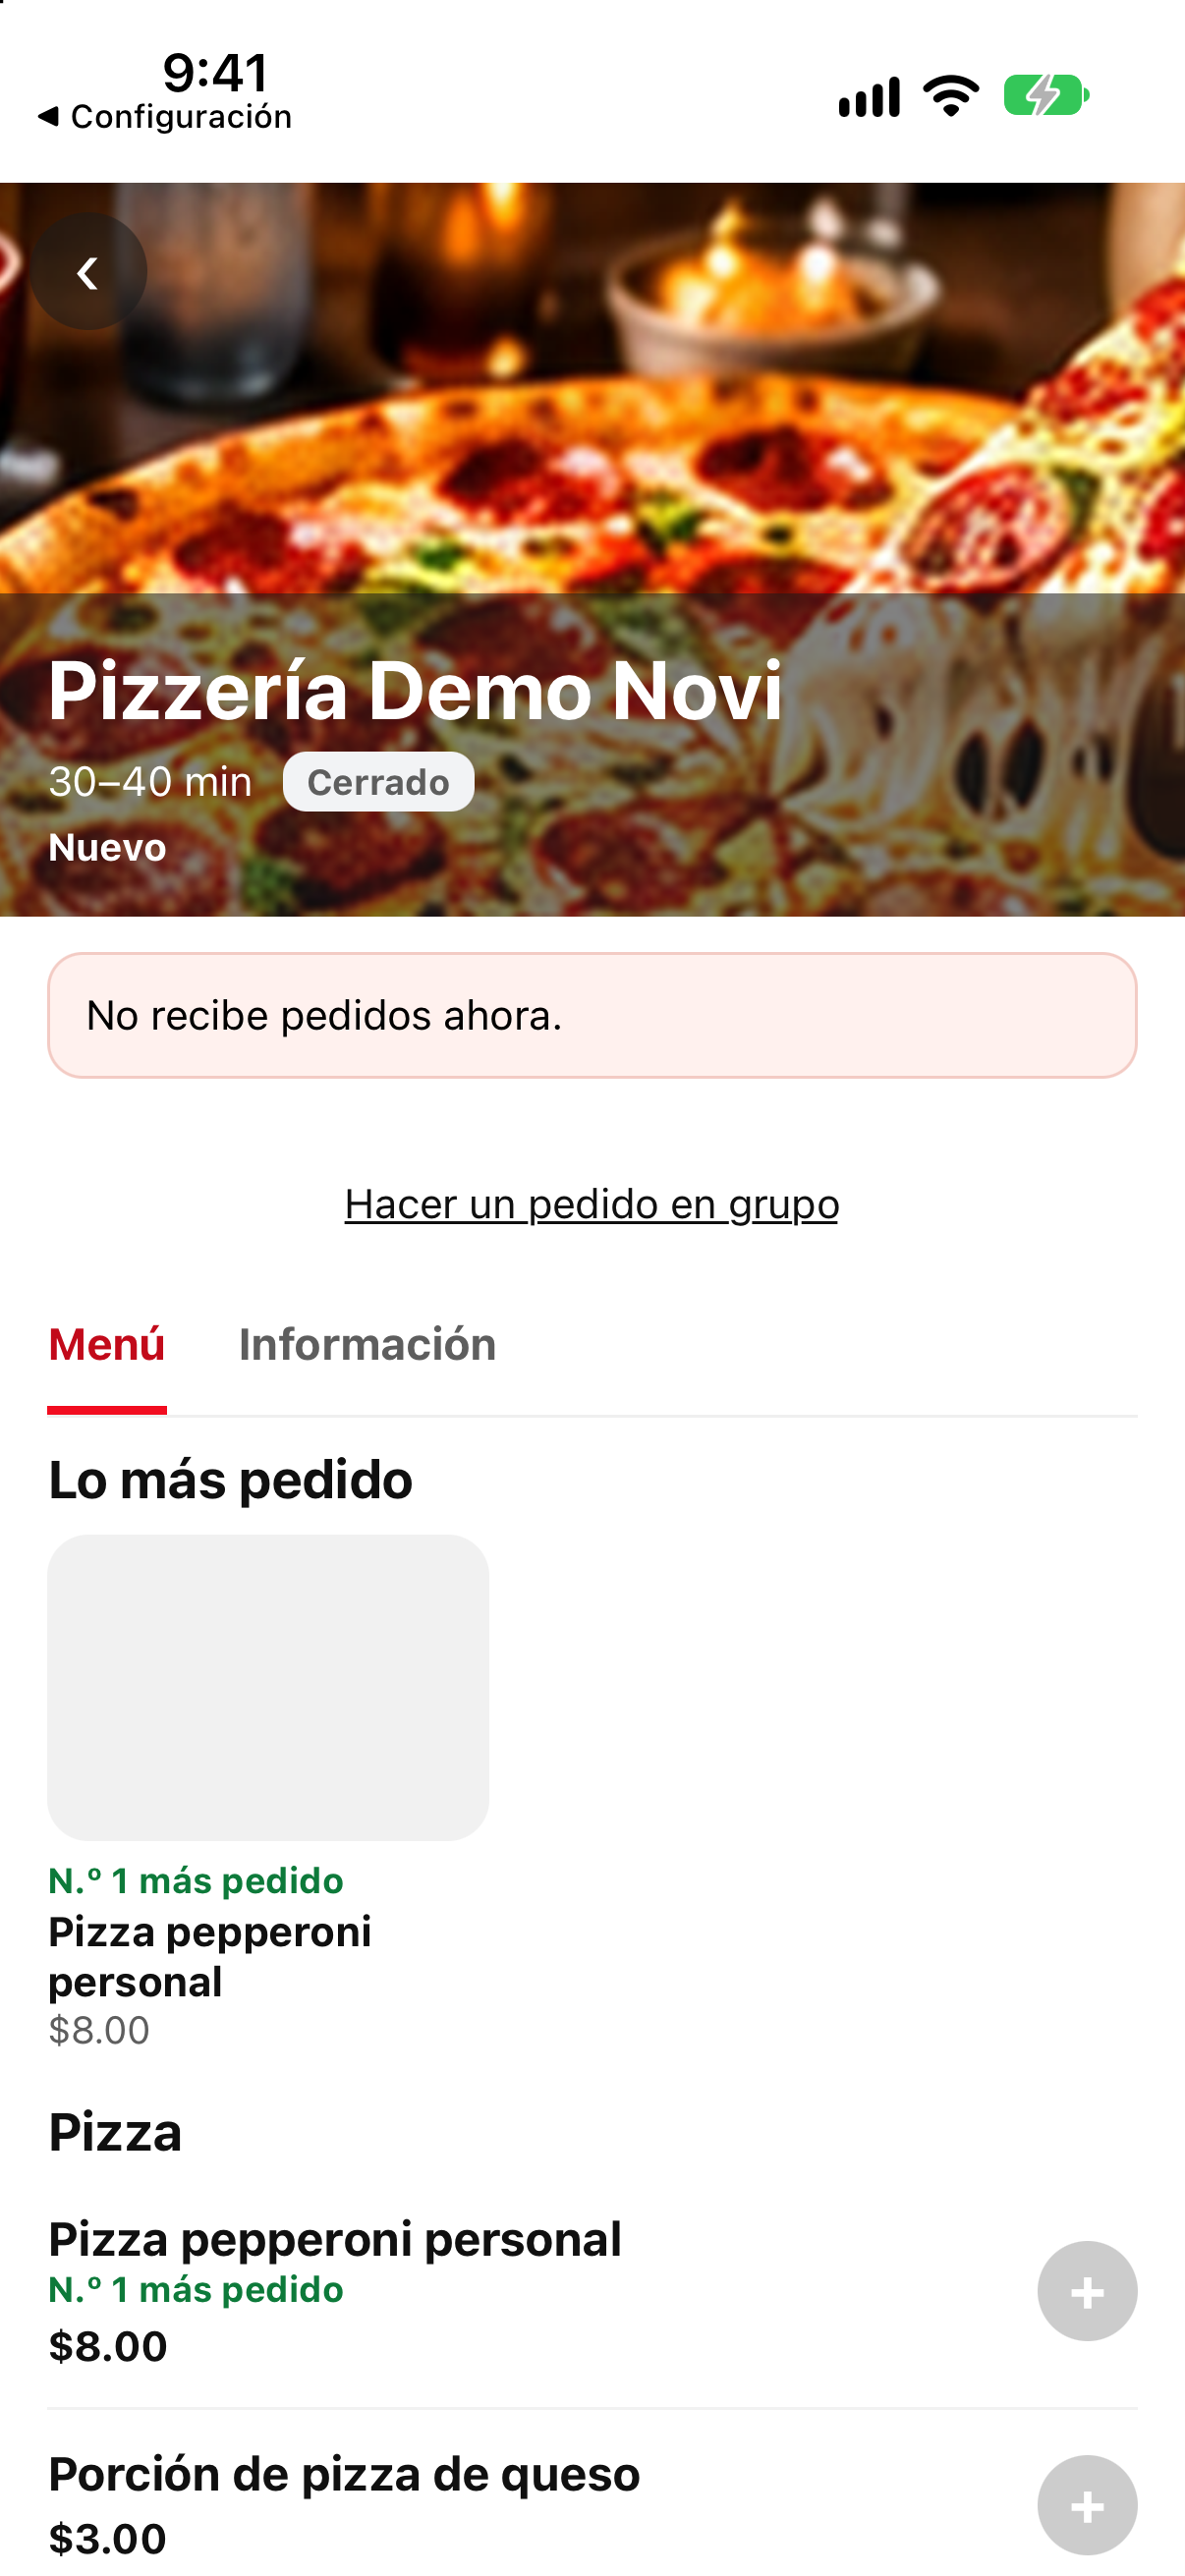 9:41
◀ Configuración
Pizzería Demo Novi
30–40 min Cerrado
Nuevo
No recibe pedidos ahora.
Hacer un pedido en grupo
Menú Información
Lo más pedido
N.º 1 más pedido
Pizza pepperoni
personal
$8.00
Pizza
Pizza pepperoni personal
N.º 1 más pedido
$8.00
+
Porción de pizza de queso
$3.00
+